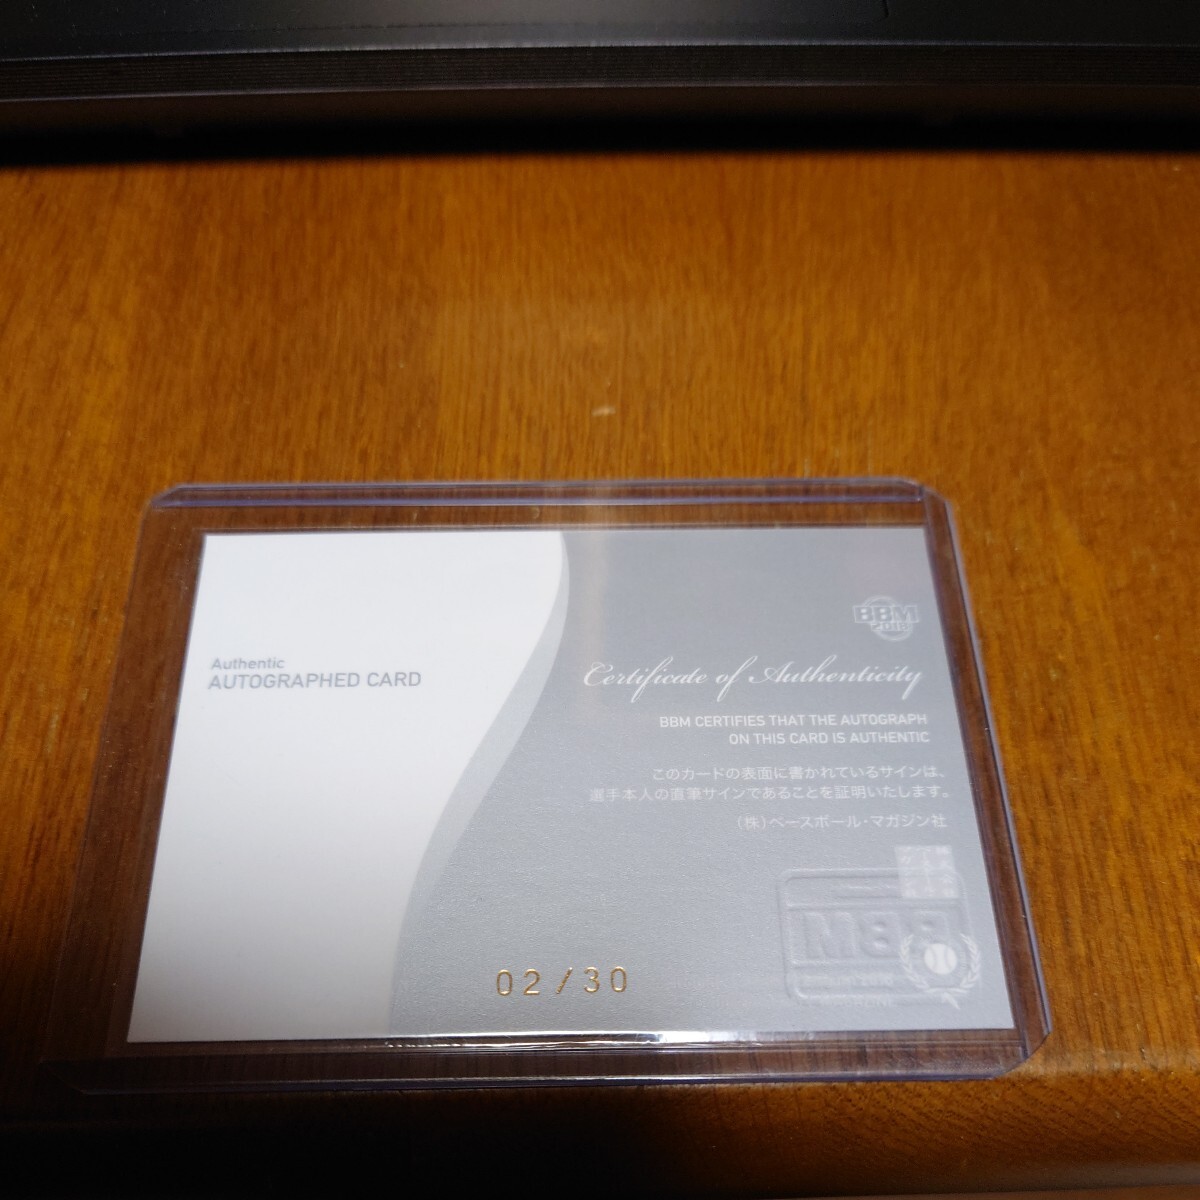 BBM
2018
Authentic
AUTOGRAPHED CARD
Certificate of Authenticity
BBM CERTIFIES THAT THE AUTOGRAPH
ON THIS CARD IS AUTHENTIC
このカードの表面に書かれているサインは、
選手本人の直筆サインであることを証明いたします。
(株)ベースボール・マガジン社
BBM
02/30